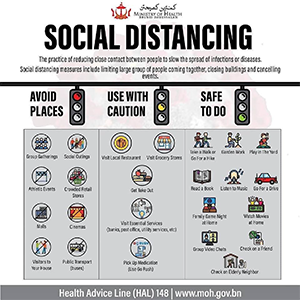 MINISTRY OF HEALTH
BRUNEI DARUSSALAM
SOCIAL DISTANCING
The practice of reducing close contact between people to slow the spread of infections or diseases.
Social distancing measures include limiting large group of people coming together, closing buildings and cancelling
events.
AVOID
PLACES
USE WITH
CAUTION
SAFE
TO DO
Group Gatherings
Social Outings
Athletic Events
Crowded Retail
Stores
Malls
Cinemas
Visitors to
Your House
Public Transport
(buses)
Visit Local Restaurant
Visit Grocery Stores
Get Take Out
Visit Essential Services
(banks, post office, utility services, etc)
Pick Up Medication
(Use Go Push)
Take a Walk or
Go For a Hike
Garden Work
Play in the Yard
Read a Book
Listen to Music
Go For a Drive
Family Game Night
at Home
Watch Movies
at Home
Group Video Chats
Check on a Friend
Check on Elderly Neighbor
Health Advice Line (HAL) 148 | www.moh.gov.bn